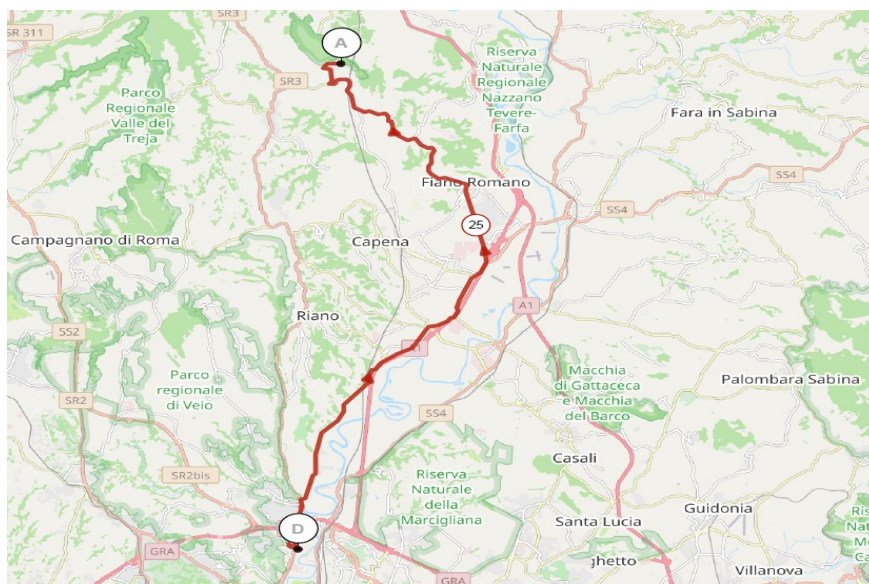 SR 311
SR3
A
SR3
Parco
Regionale
Valle del
Treja
Riserva
Naturale
Regionale
Nazzano
Tevere-
Farfa
Fara in Sabina
SS4
Fiano Romano
SS4
25
Campagnano di Roma
Capena
A1
Riano
SS2
A1
Parco
regionale
di Veio
Macchia
di Gattaceca
e Macchia
del Barco
Palombara Sabina
SR2
SS4
Casali
SR2bis
Riserva
Naturale
della
Marcigliana
Guidonia
Santa Lucia
D
GRA
ghetto
GRA
Villanova